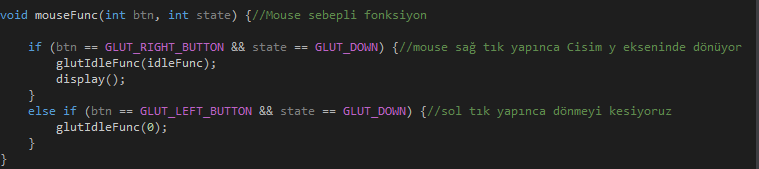 void mouseFunc(int btn, int state) {//Mouse sebepli fonksiyon
if (btn == GLUT_RIGHT_BUTTON && state == GLUT_DOWN) {//mouse sağ tık yapınca Cisim y ekseninde dönüyor
glutIdleFunc(idleFunc);
display();
}
else if (btn == GLUT_LEFT_BUTTON && state == GLUT_DOWN) {//sol tık yapınca dönmeyi kesiyoruz
glutIdleFunc(0);
}
}